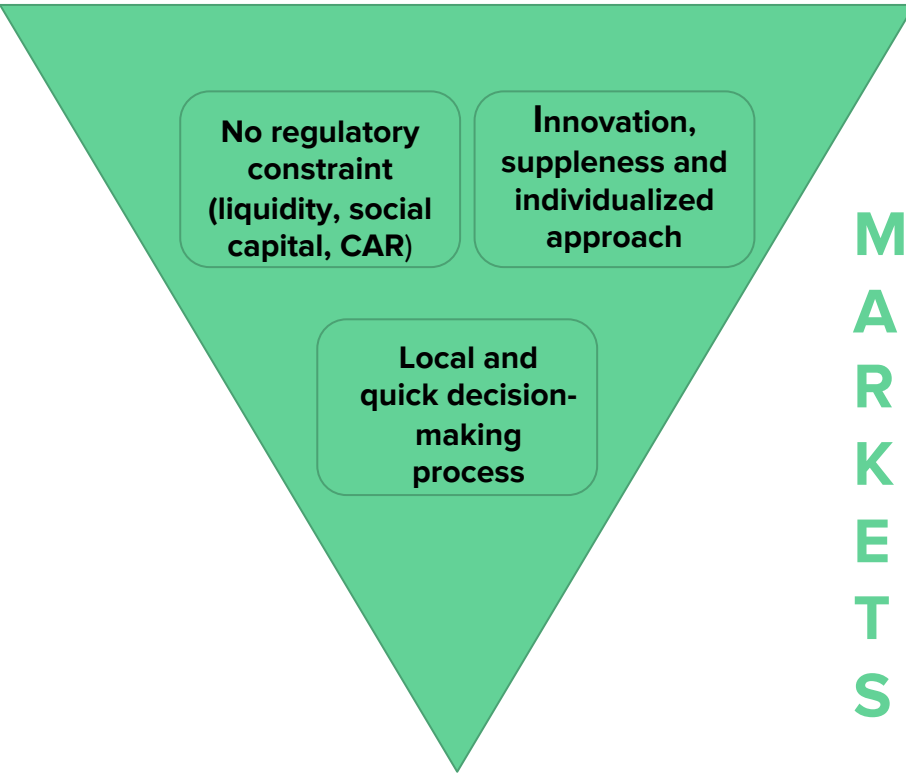 No regulatory
constraint
(liquidity, social
capital, CAR)
Innovation,
suppleness and
individualized
approach
Local and
quick decision-
making
process
M
A
R
K
E
T
S